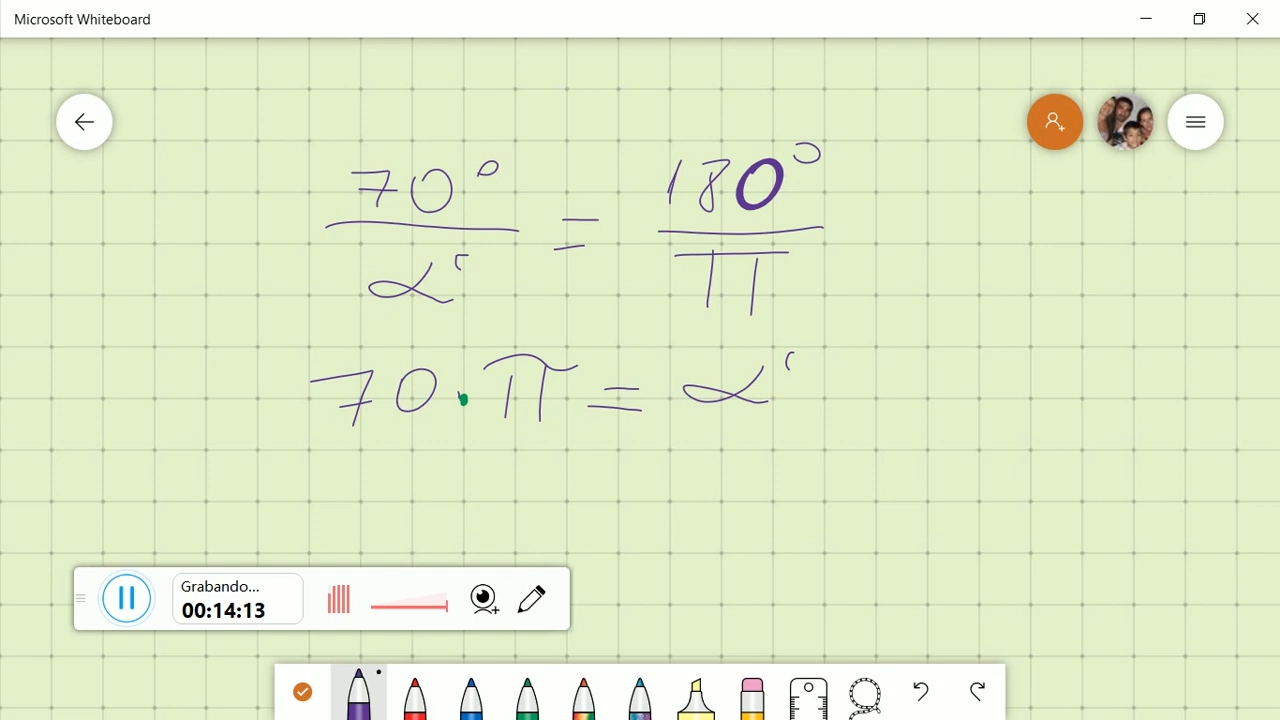 Microsoft Whiteboard
70° / α^c = 180° / π
70 · π = α^c
Grabando...
00:14:13